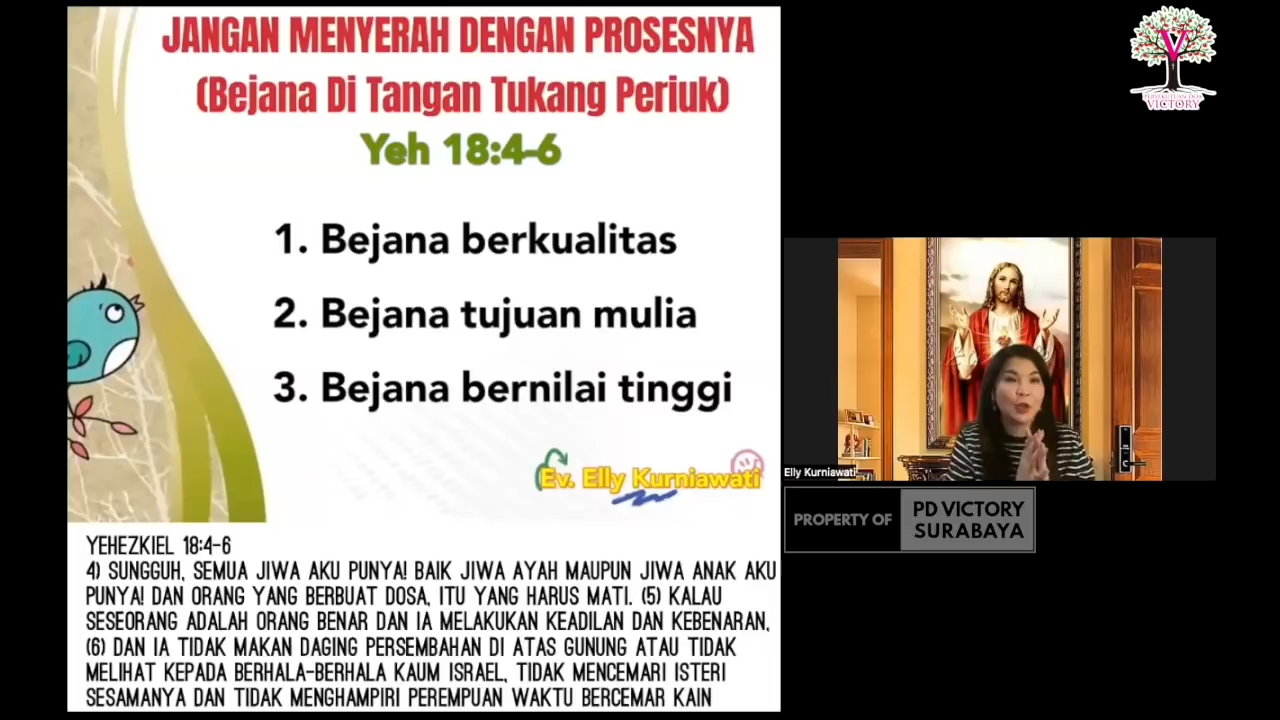 JANGAN MENYERAH DENGAN PROSESNYA
(Bejana Di Tangan Tukang Periuk)
Yeh 18:4-6
1. Bejana berkualitas
2. Bejana tujuan mulia
3. Bejana bernilai tinggi
Ev. Elly Kurniawati
YEHEZKIEL 18:4-6
4) SUNGGUH, SEMUA JIWA AKU PUNYA! BAIK JIWA AYAH MAUPUN JIWA ANAK AKU
PUNYA! DAN ORANG YANG BERBUAT DOSA, ITU YANG HARUS MATI. (5) KALAU
SESEORANG ADALAH ORANG BENAR DAN IA MELAKUKAN KEADILAN DAN KEBENARAN,
(6) DAN IA TIDAK MAKAN DAGING PERSEMBAHAN DI ATAS GUNUNG ATAU TIDAK
MELIHAT KEPADA BERHALA-BERHALA KAUM ISRAEL, TIDAK MENCEMARI ISTERI
SESAMANYA DAN TIDAK MENGHAMPIRI PEREMPUAN WAKTU BERCEMAR KAIN
V
PERSEKUTUAN DOA
VICTORY
Elly Kurniawati
PROPERTY OF
PD VICTORY
SURABAYA